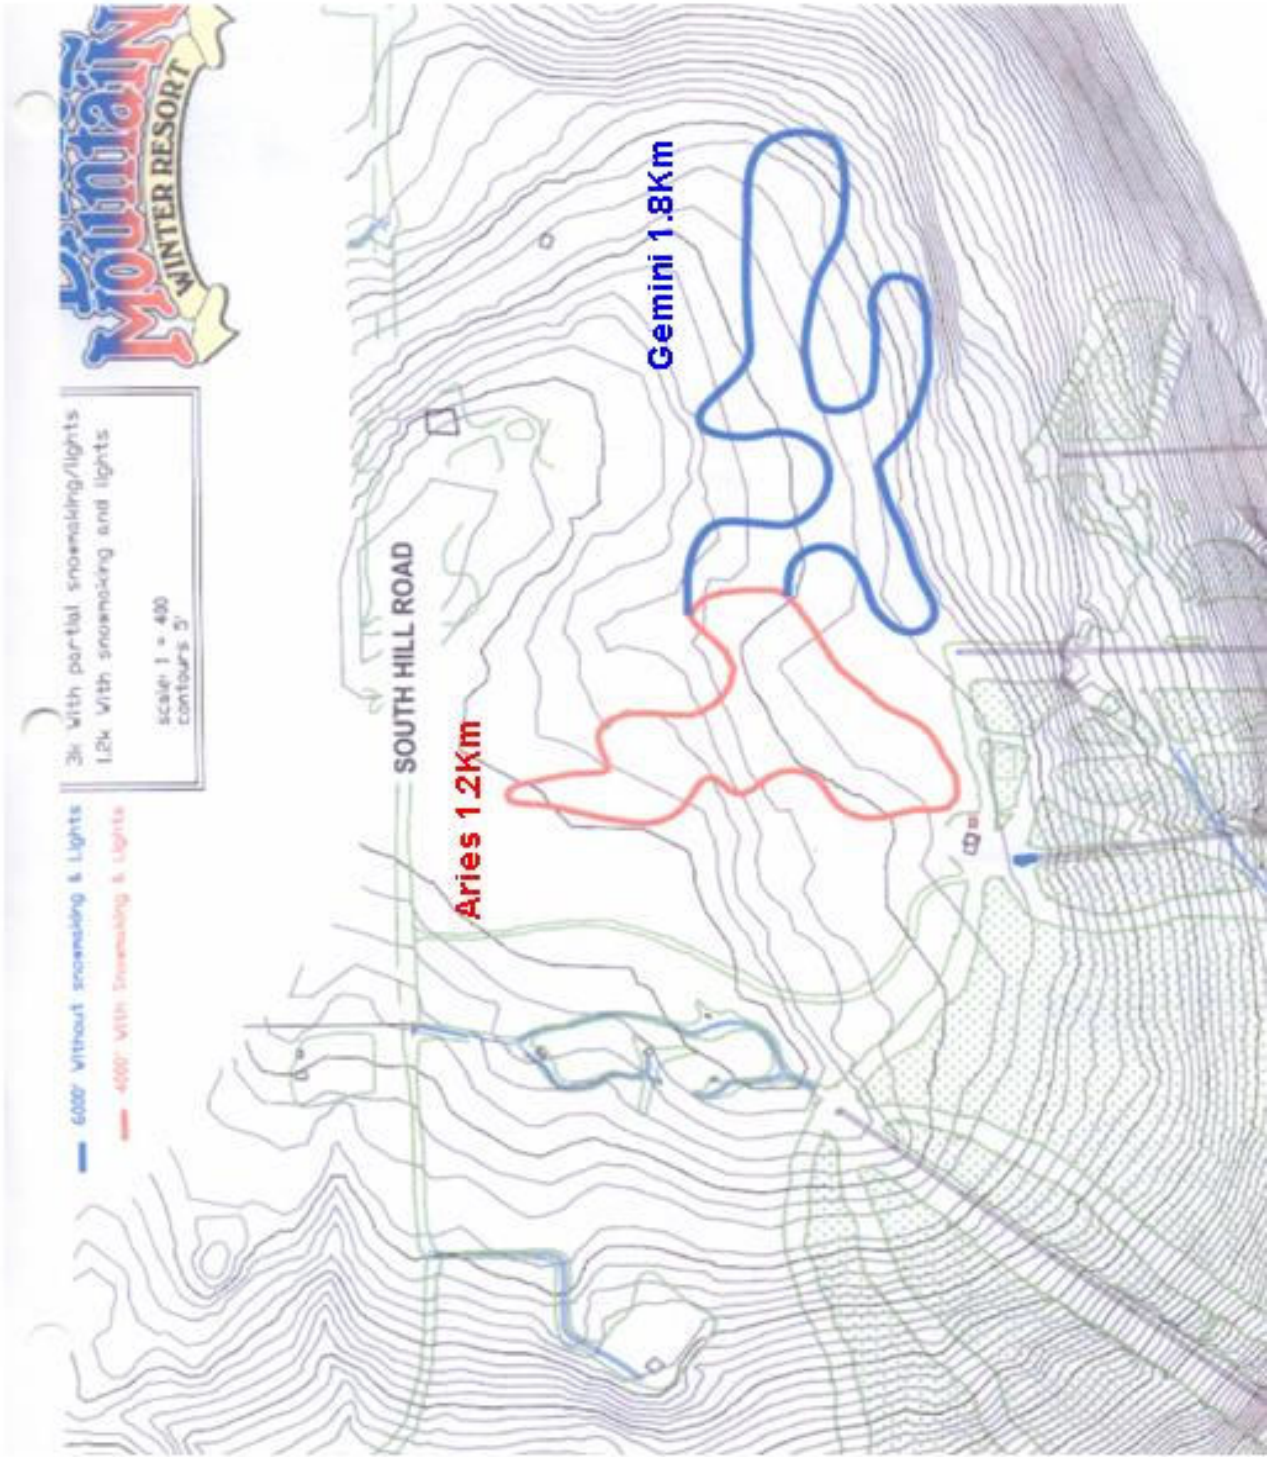 MOUNTAIN
WINTER RESORT
3k With partial snowmaking/lights
1.2k With snowmaking and lights
scale: 1 = 400
contours 5'
6000' Without snowmaking & Lights
4000' With Snowmaking & Lights
SOUTH HILL ROAD
Aries 1.2Km
Gemini 1.8Km